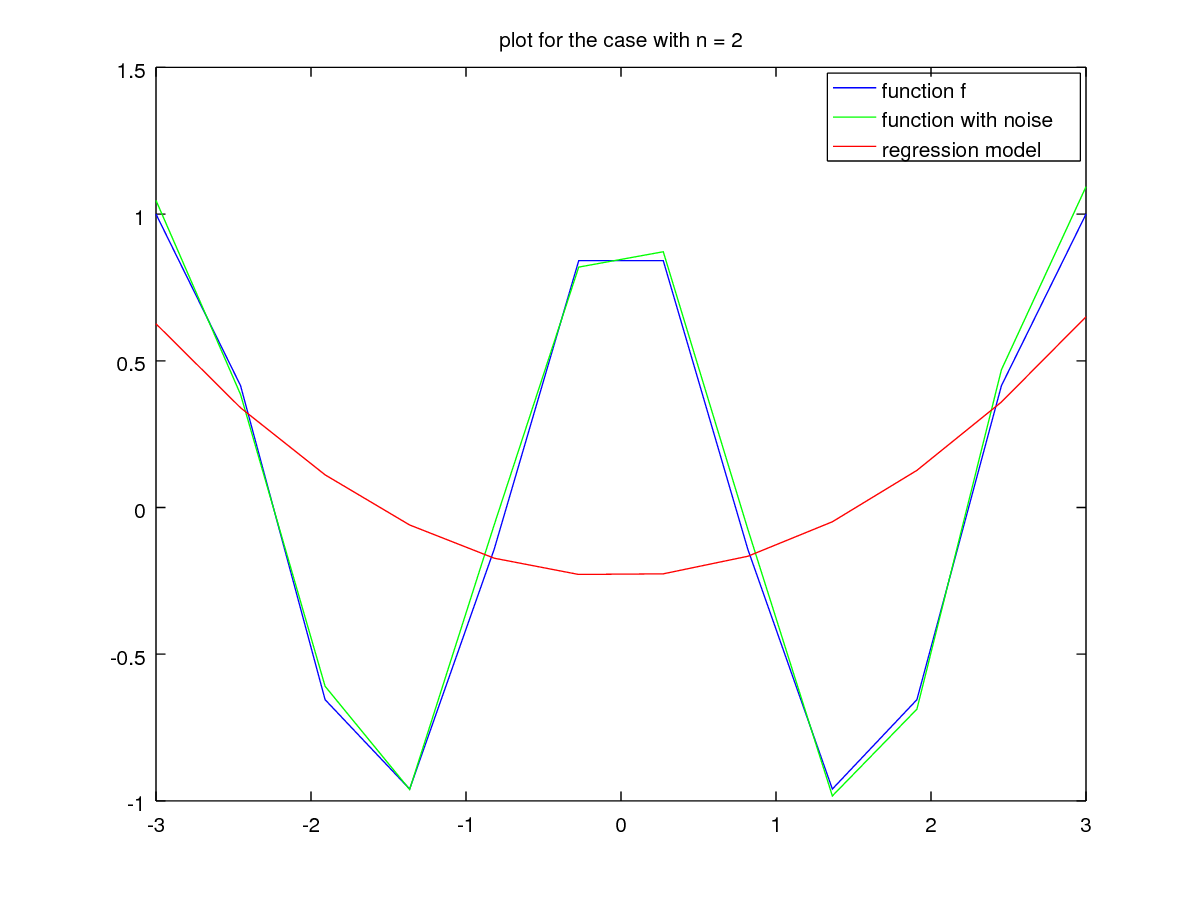 plot for the case with n = 2
function f
function with noise
regression model
1.5
1
0.5
0
-0.5
-1
-3 -2 -1 0 1 2 3